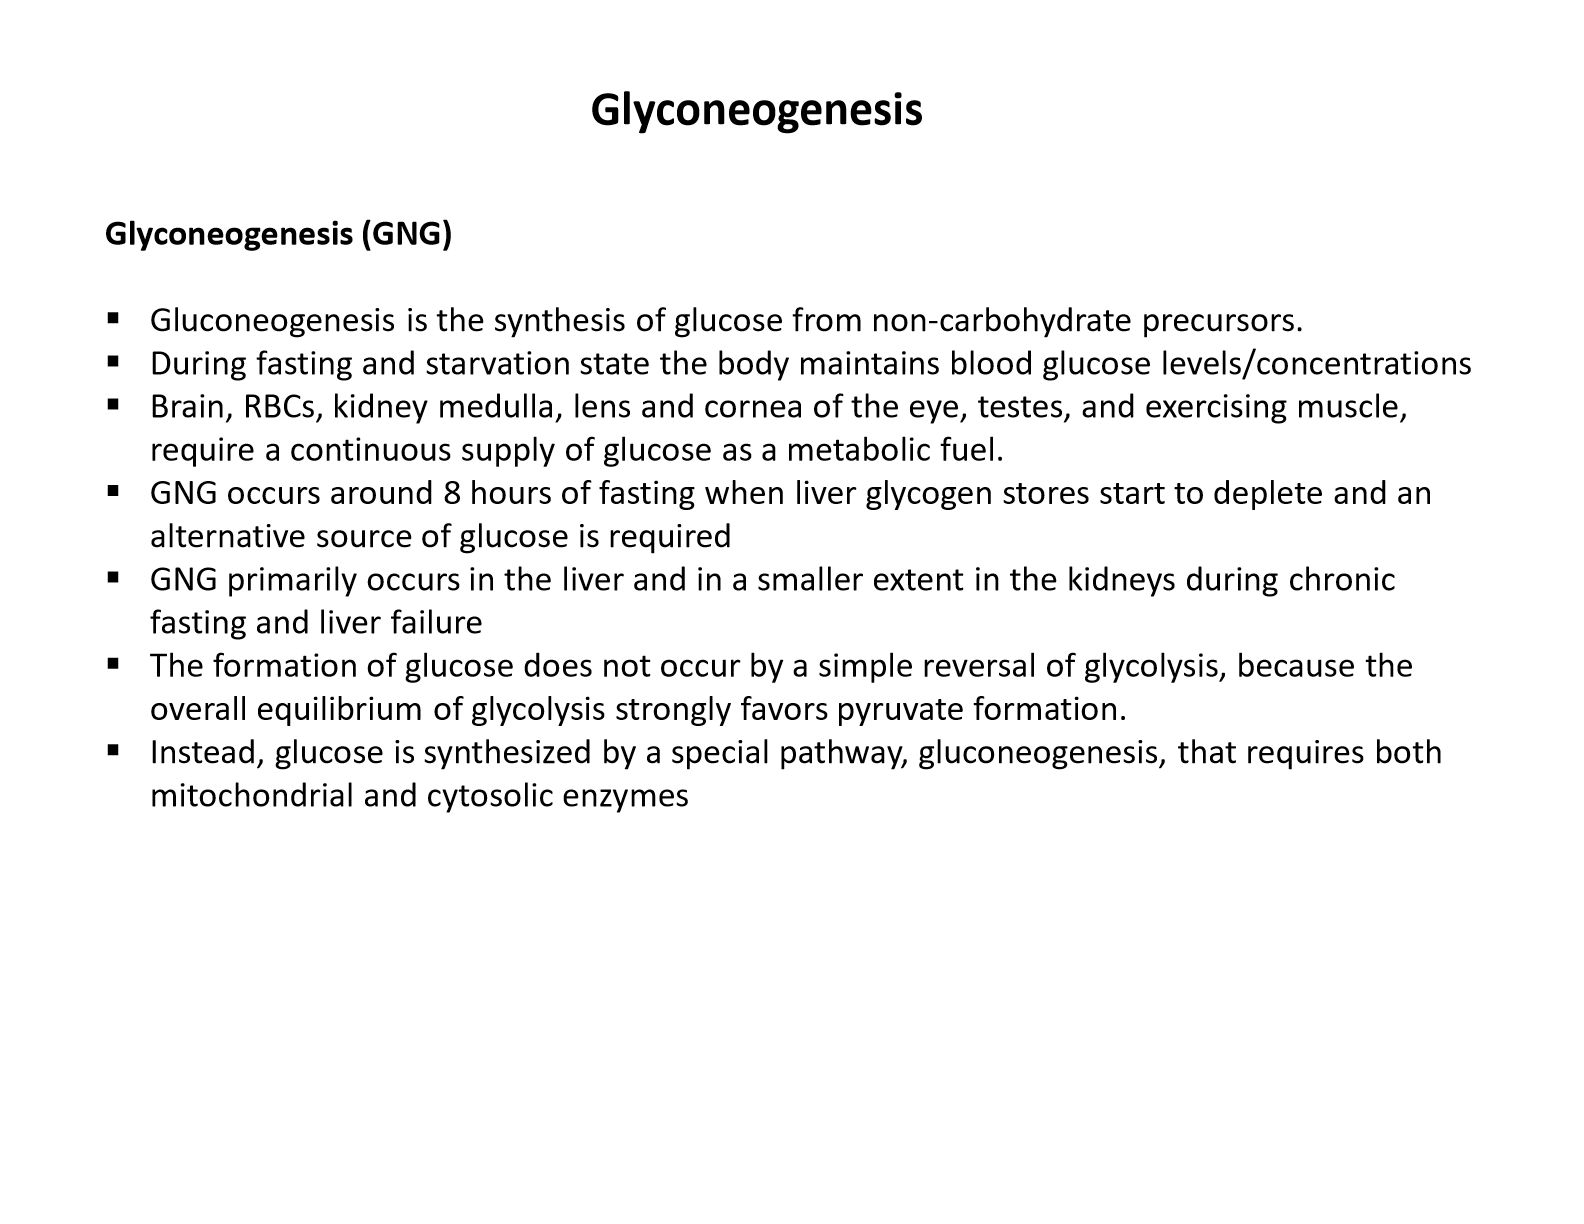 Glyconeogenesis
Glyconeogenesis (GNG)
▪ Gluconeogenesis is the synthesis of glucose from non-carbohydrate precursors.
▪ During fasting and starvation state the body maintains blood glucose levels/concentrations
▪ Brain, RBCs, kidney medulla, lens and cornea of the eye, testes, and exercising muscle,
require a continuous supply of glucose as a metabolic fuel.
▪ GNG occurs around 8 hours of fasting when liver glycogen stores start to deplete and an
alternative source of glucose is required
▪ GNG primarily occurs in the liver and in a smaller extent in the kidneys during chronic
fasting and liver failure
▪ The formation of glucose does not occur by a simple reversal of glycolysis, because the
overall equilibrium of glycolysis strongly favors pyruvate formation.
▪ Instead, glucose is synthesized by a special pathway, gluconeogenesis, that requires both
mitochondrial and cytosolic enzymes